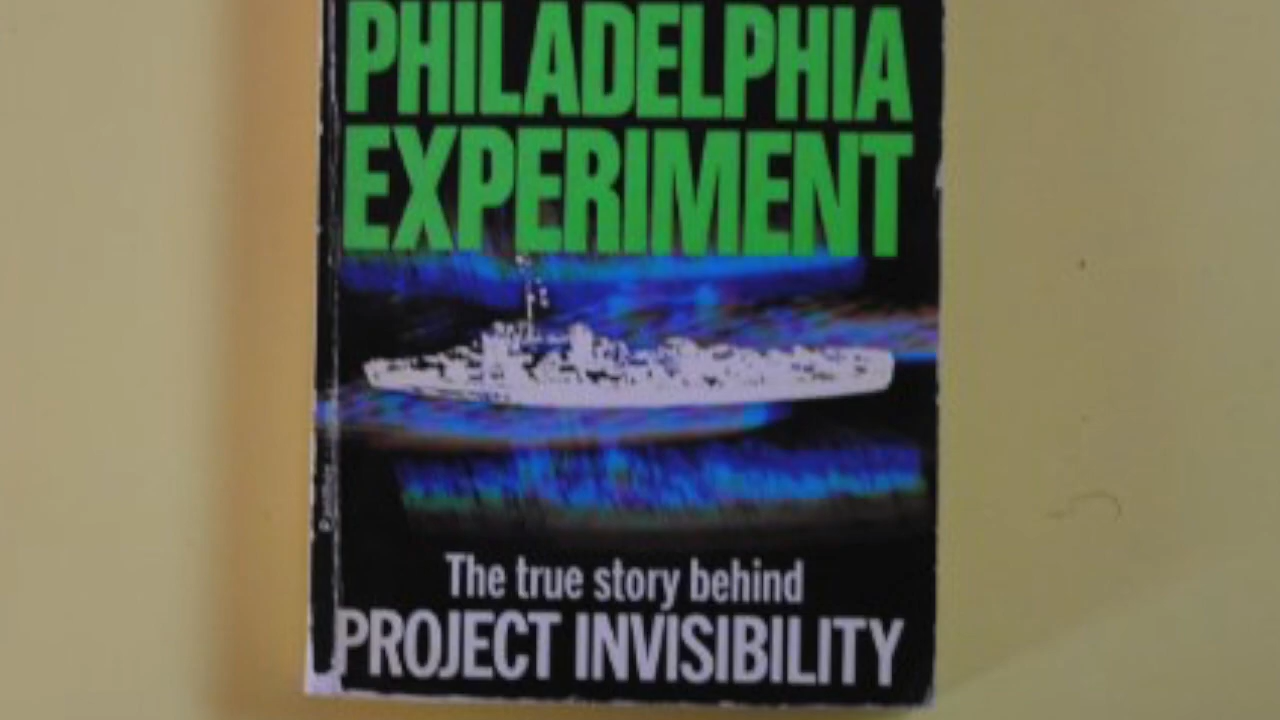 PHILADELPHIA
EXPERIMENT
The true story behind
PROJECT INVISIBILITY